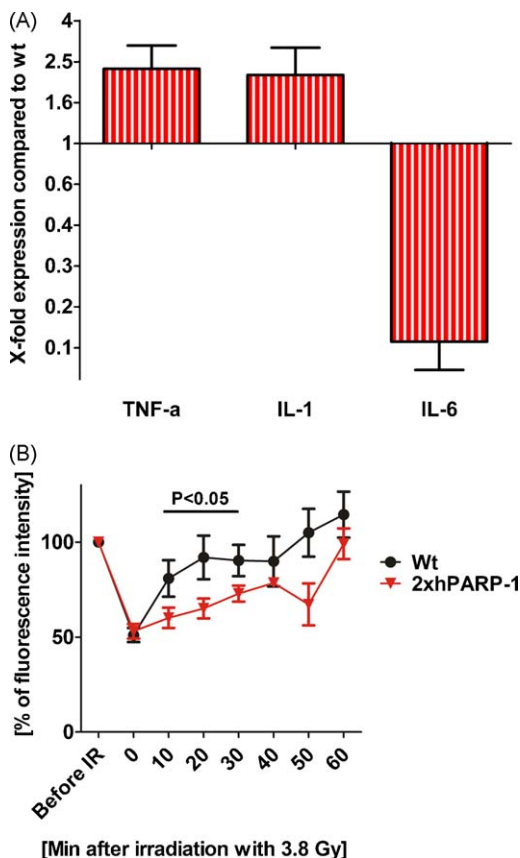 (A)
X-fold expression compared to wt
4
2.5
1.6
1
0.6
0.4
0.3
0.2
0.1
TNF-a IL-1 IL-6
(B)
[% of fluorescence intensity]
100
50
0
P<0.05
Wt
2xhPARP-1
Before IR 0 10 20 30 40 50 60
[Min after irradiation with 3.8 Gy]